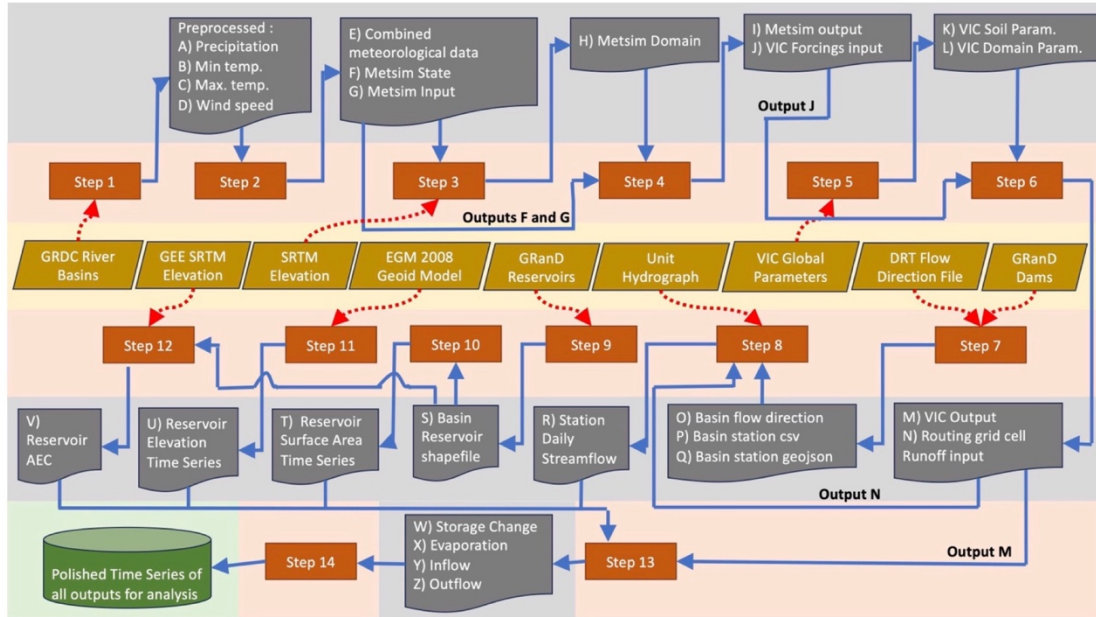 Preprocessed :
A) Precipitation
B) Min temp.
C) Max. temp.
D) Wind speed
E) Combined
meteorological data
F) Metsim State
G) Metsim Input
H) Metsim Domain
I) Metsim output
J) VIC Forcings input
K) VIC Soil Param.
L) VIC Domain Param.
Output J
Step 1
Step 2
Step 3
Step 4
Step 5
Step 6
Outputs F and G
GRDC River
Basins
GEE SRTM
Elevation
SRTM
Elevation
EGM 2008
Geoid Model
GRanD
Reservoirs
Unit
Hydrograph
VIC Global
Parameters
DRT Flow
Direction File
GRanD
Dams
Step 12
Step 11
Step 10
Step 9
Step 8
Step 7
V)
Reservoir
AEC
U) Reservoir
Elevation
Time Series
T) Reservoir
Surface Area
Time Series
S) Basin
Reservoir
shapefile
R) Station
Daily
Streamflow
O) Basin flow direction
P) Basin station csv
Q) Basin station geojson
M) VIC Output
N) Routing grid cell
Runoff input
Output N
Polished Time Series of
all outputs for analysis
Step 14
W) Storage Change
X) Evaporation
Y) Inflow
Z) Outflow
Step 13
Output M